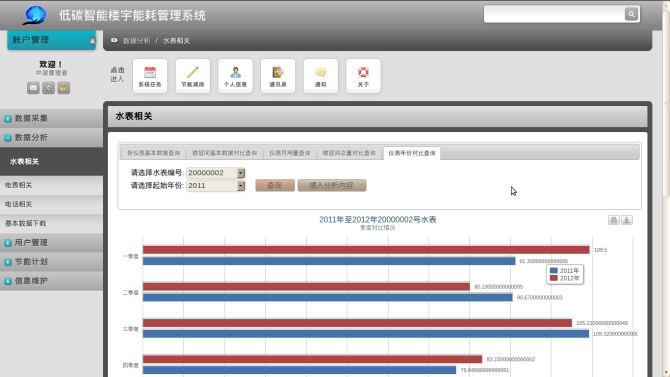 低碳智能楼宇能耗管理系统
账户管理
数据分析 / 水表相关
欢迎！
中层管理者
点击
进入
系统任务
节能减排
个人信息
通讯录
通知
关于
数据采集
数据分析
水表相关
电表相关
电话相关
基本数据下载
用户管理
节能计划
信息维护
水表相关
各仪表基本数据查询
楼层间基本数据对比查询
仪表月用量查询
楼层间总量对比查询
仪表年份对比查询
请选择水表编号: 20000002
请选择起始年份: 2011
查询
填入分析内容
2011年至2012年20000002号水表
季度对比情况
一季度
109.5
91.30999999999995
2011年
2012年
二季度
80.19000000000005
90.6700000000003
三季度
105.21000000000049
109.320000000000
四季度
83.23000000000002
76.84999999999991